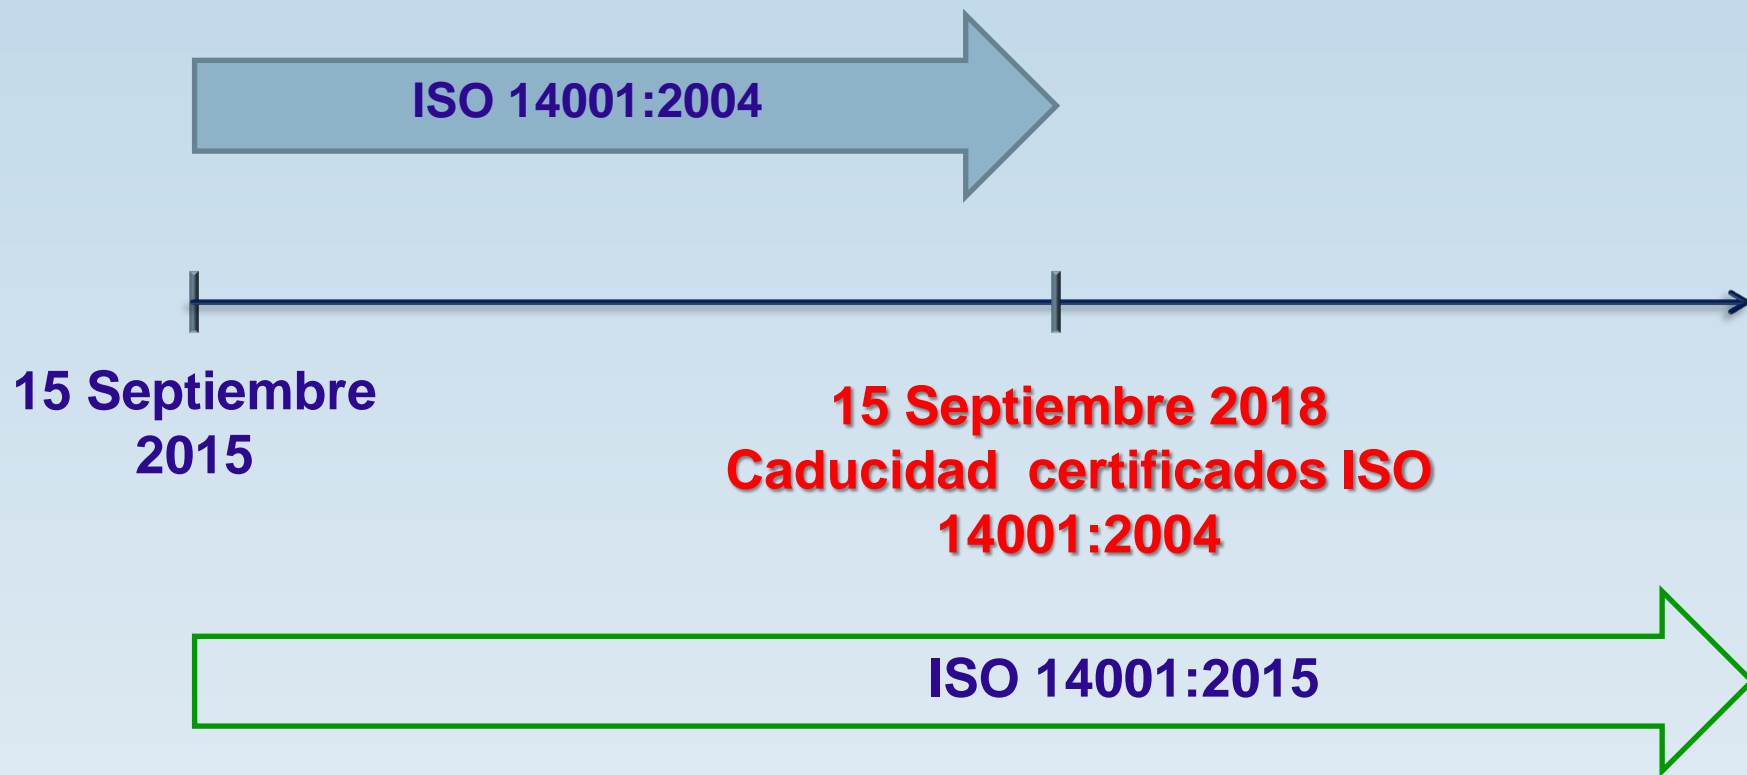 ISO 14001:2004
15 Septiembre
2015
15 Septiembre 2018
Caducidad certificados ISO
14001:2004
ISO 14001:2015